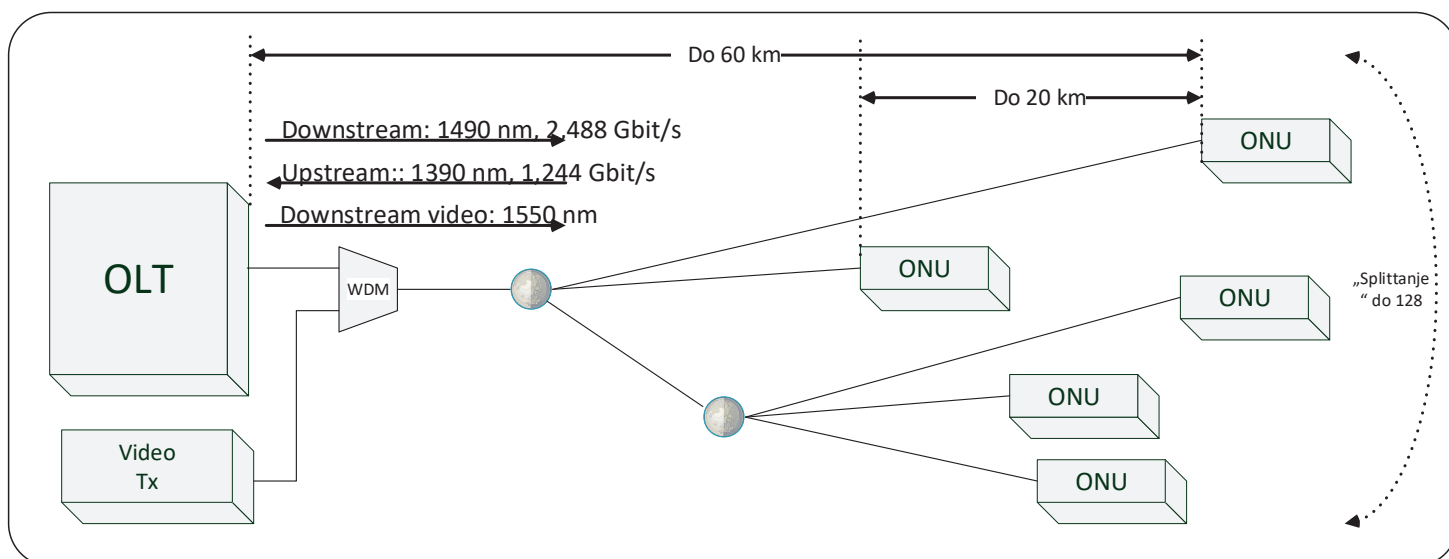 Do 60 km
Do 20 km
Downstream: 1490 nm, 2,488 Gbit/s
ONU
Upstream:: 1390 nm, 1,244 Gbit/s
Downstream video: 1550 nm
OLT
WDM
ONU
ONU
„Splittanje
“ do 128
ONU
Video
Tx
ONU